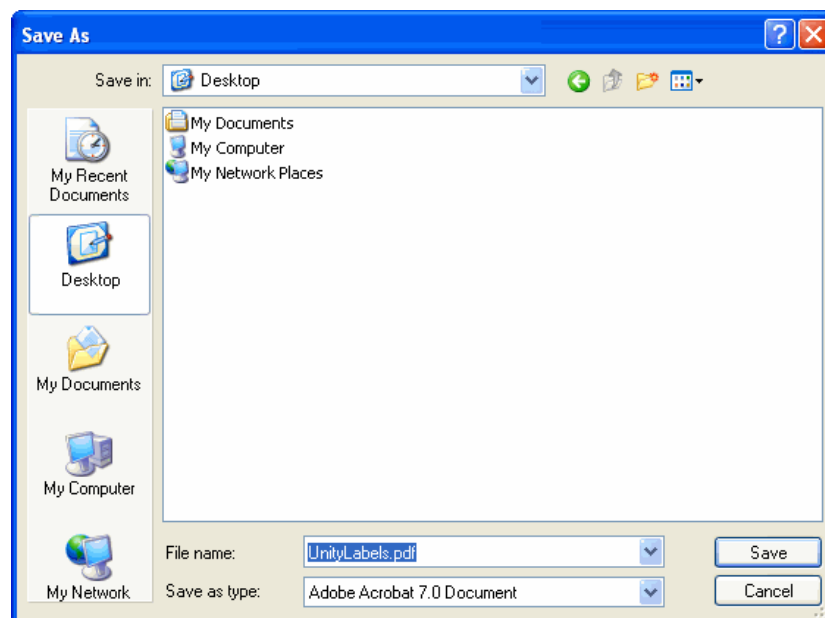 Save As
Save in:
Desktop
My Documents
My Computer
My Network Places
My Recent
Documents
Desktop
My Documents
My Computer
My Network
File name:
UnityLabels.pdf
Save
Save as type:
Adobe Acrobat 7.0 Document
Cancel